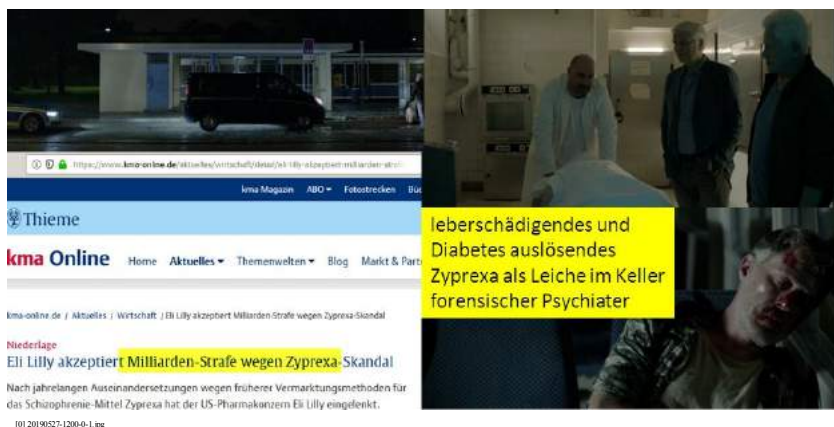 https://www.kma-online.de/aktuelles/wirtschaft/detail/eli-lilly-akzeptiert-milliarden-straf
kma Magazin ABO Fotostrecken Büc
Thieme
kma Online Home Aktuelles Themenwelten Blog Markt & Part
kma-online.de / Aktuelles / Wirtschaft / Eli Lilly akzeptiert Milliarden-Strafe wegen Zyprexa-Skandal
Niederlage
Eli Lilly akzeptiert Milliarden-Strafe wegen Zyprexa-Skandal
Nach jahrelangen Auseinandersetzungen wegen früherer Vermarktungsmethoden für
das Schizophrenie-Mittel Zyprexa hat der US-Pharmakonzern Eli Lilly eingelenkt.
leberschädigendes und
Diabetes auslösendes
Zyprexa als Leiche im Keller
forensischer Psychiater
[0] 20190527-1200-0-1.jpg